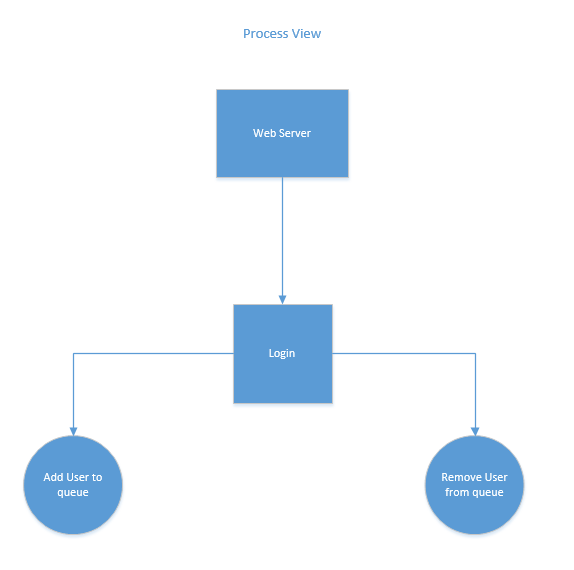 Process View
Web Server
Login
Add User to
queue
Remove User
from queue